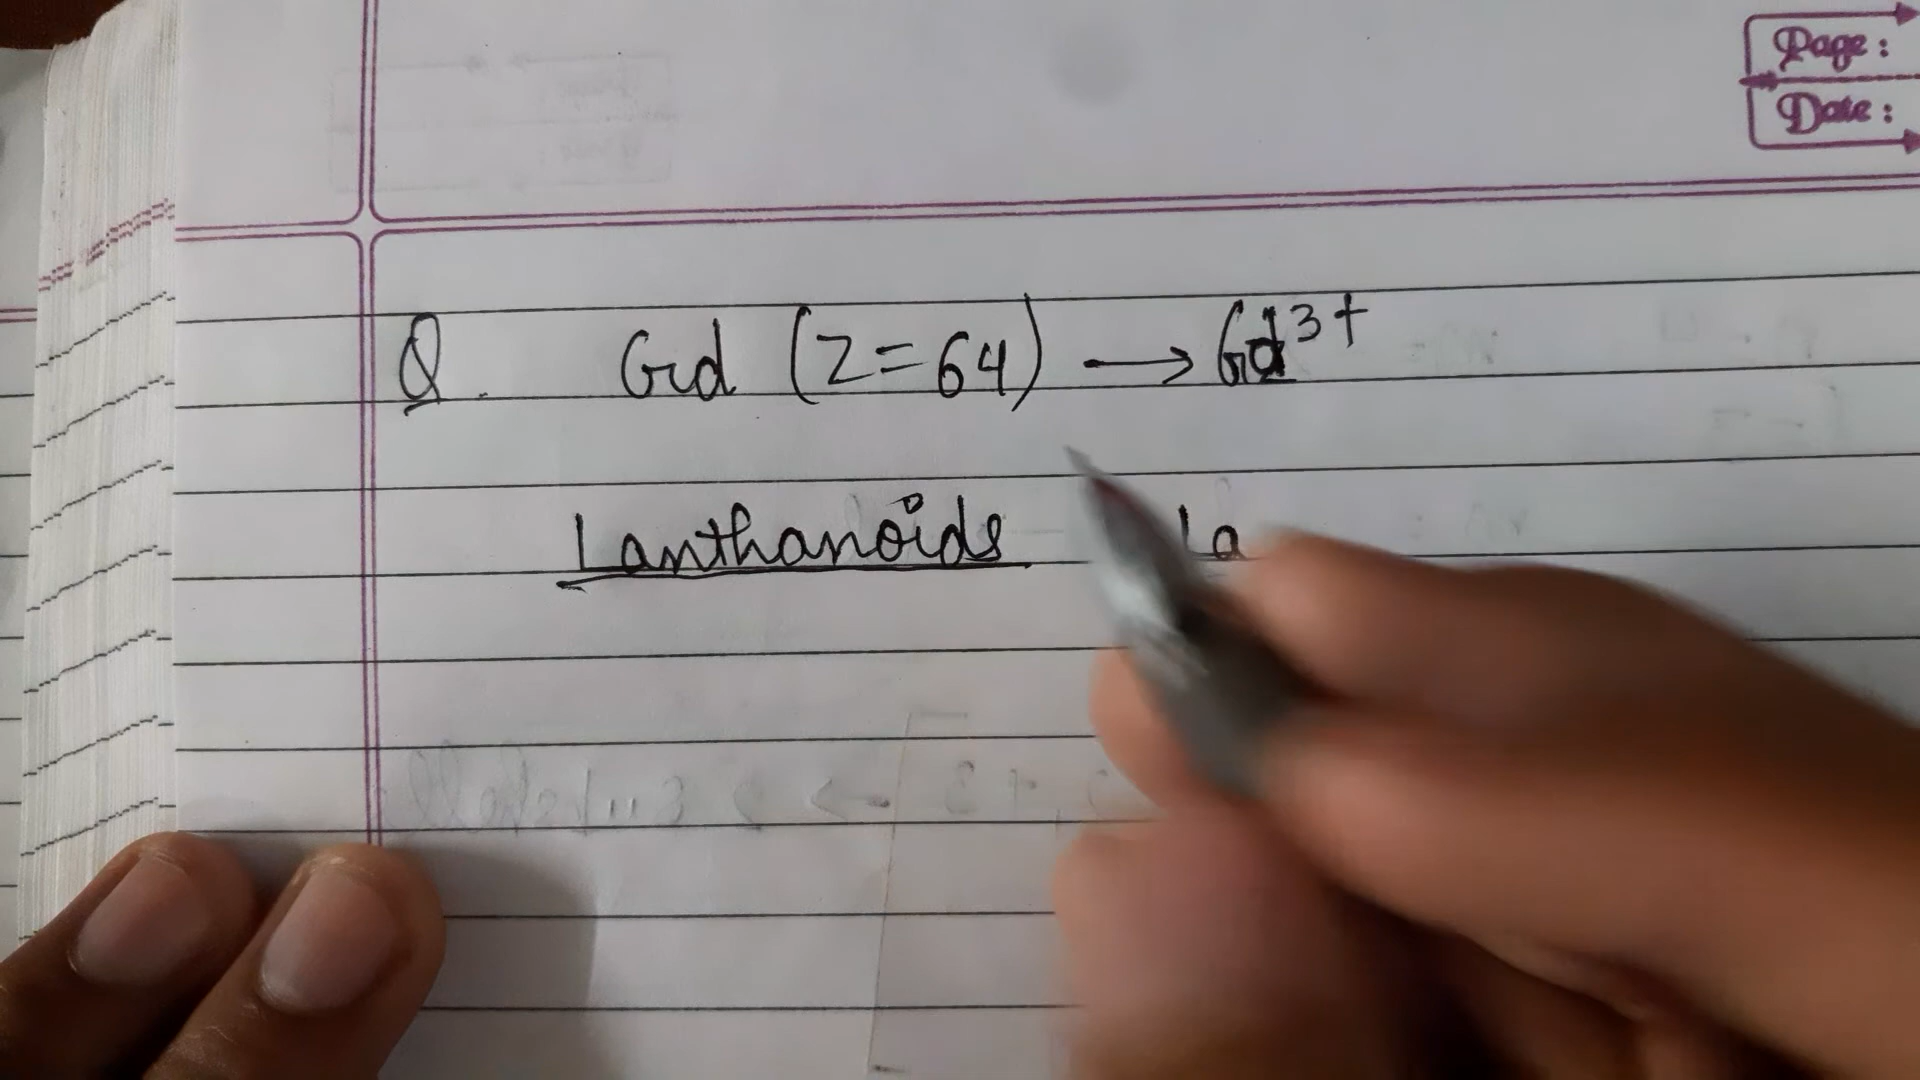 Page :
Date :
Q. Gd (Z=64) → Gd³⁺
Lanthanoids La